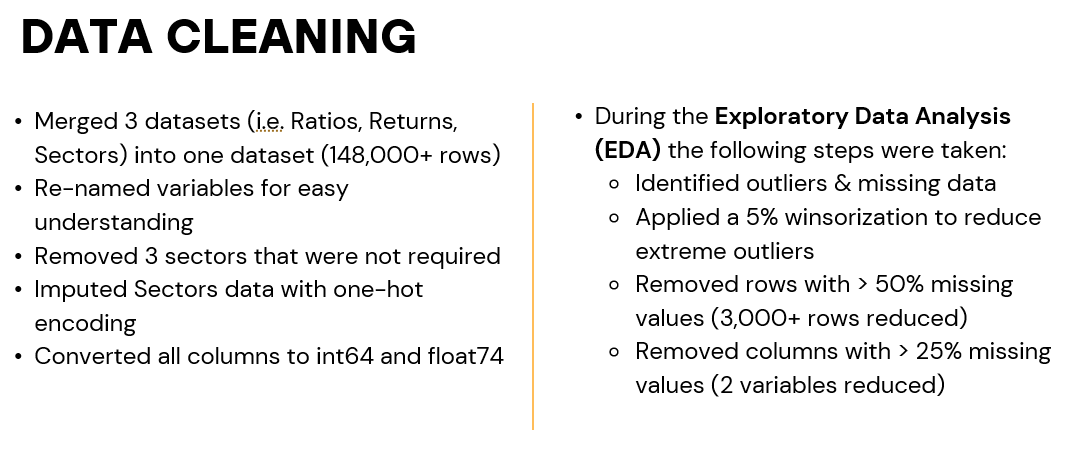 DATA CLEANING
• Merged 3 datasets (i.e. Ratios, Returns,
Sectors) into one dataset (148,000+ rows)
• Re-named variables for easy
understanding
• Removed 3 sectors that were not required
• Imputed Sectors data with one-hot
encoding
• Converted all columns to int64 and float74
• During the Exploratory Data Analysis
(EDA) the following steps were taken:
◦ Identified outliers & missing data
◦ Applied a 5% winsorization to reduce
extreme outliers
◦ Removed rows with > 50% missing
values (3,000+ rows reduced)
◦ Removed columns with > 25% missing
values (2 variables reduced)